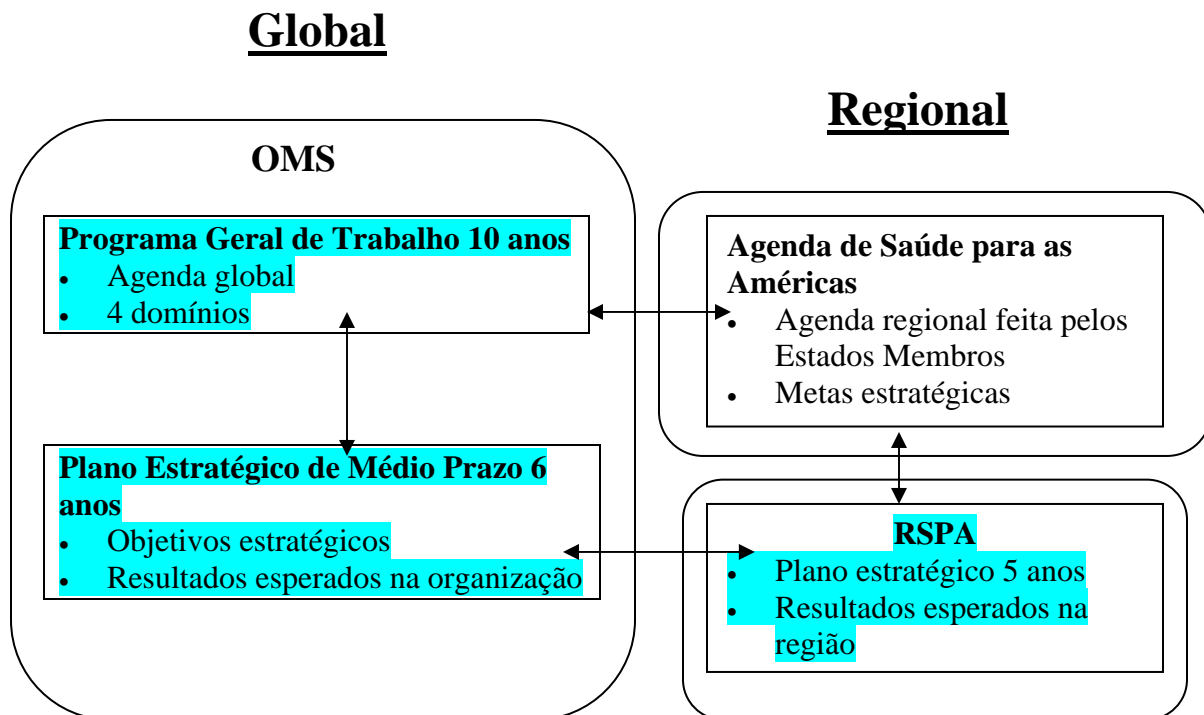 Global
OMS
Programa Geral de Trabalho 10 anos
• Agenda global
• 4 domínios
Plano Estratégico de Médio Prazo 6
anos
• Objetivos estratégicos
• Resultados esperados na organização
Regional
Agenda de Saúde para as
Américas
• Agenda regional feita pelos
Estados Membros
• Metas estratégicas
RSPA
• Plano estratégico 5 anos
• Resultados esperados na
região